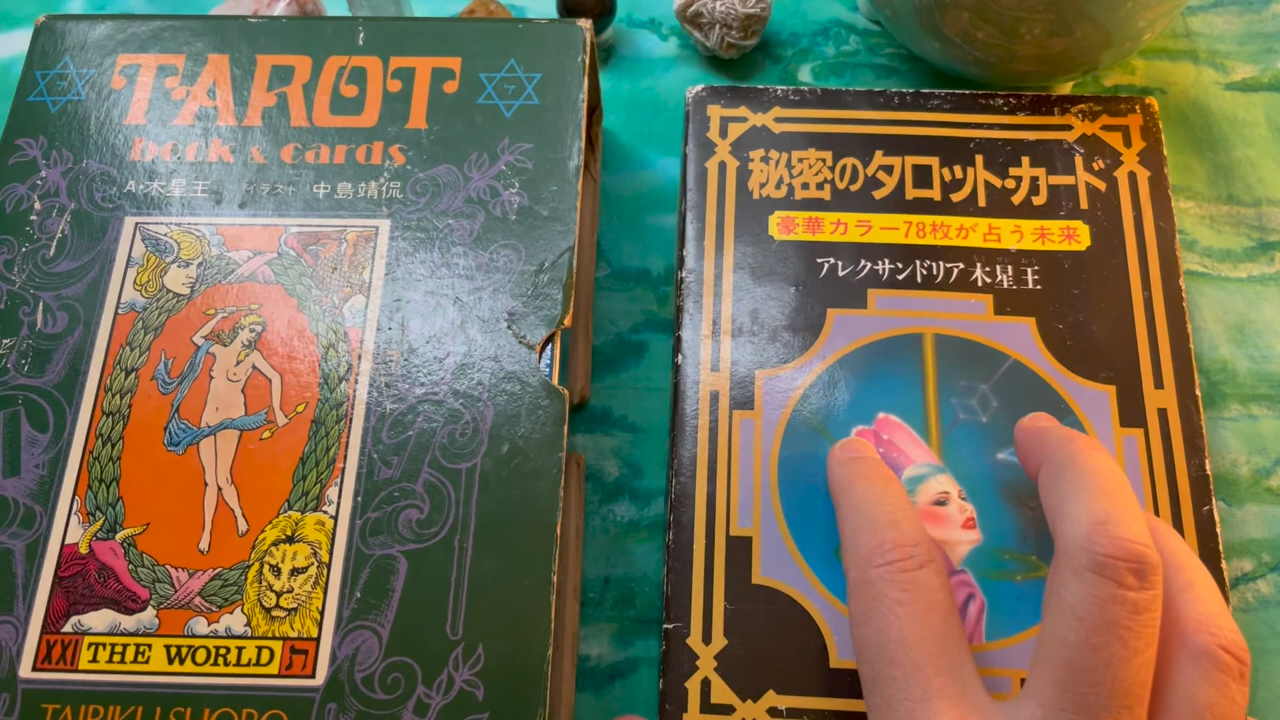 TAROT
book & cards
A・木星王 イラスト 中島靖侃
XXI THE WORLD ת
TAIRIKU SHOBO
秘密のタロット・カード
豪華カラー78枚が占う未来
アレクサンドリア木星王